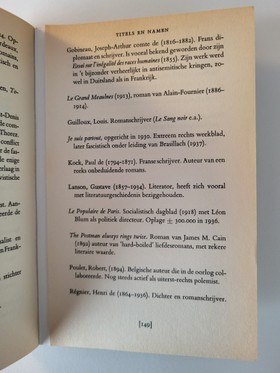 TITELS EN NAMEN
Gobineau, Joseph-Arthur comte de (1816-1882). Frans di-
plomaat en schrijver. Is vooral bekend geworden door zijn
Essai sur l'inégalité des races humaines (1853). Zijn werk werd
in 't bijzonder verheerlijkt in antisemitische kringen, zo-
wel in Duitsland als in Frankrijk.
Le Grand Meaulnes (1913), roman van Alain-Fournier (1886-
1914).
Guilloux, Louis. Romanschrijver (Le Sang noir e.a.).
Je suis partout, opgericht in 1930. Extreem rechts weekblad,
later fascistisch onder leiding van Brasillach (1937).
Kock, Paul de (1794-1871). Frans schrijver. Auteur van een
reeks onbeduidende romans.
Lanson, Gustave (1857-1934). Literator, heeft zich vooral
met literatuurgeschiedenis beziggehouden.
Le Populaire de Paris. Socialistisch dagblad (1918) met Léon
Blum als politiek directeur. Oplage ± 300.000 in 1936.
The Postman always rings twice. Roman van James M. Cain
(1892) auteur van 'hard-boiled' liefdesromans, met zekere
literaire waarde.
Poulet, Robert, (1894). Belgische auteur die in de oorlog col-
laboreerde. Nog steeds actief als uiterst-rechts polemist.
Régnier, Henri de (1864-1936). Dichter en romanschrijver.
[149]